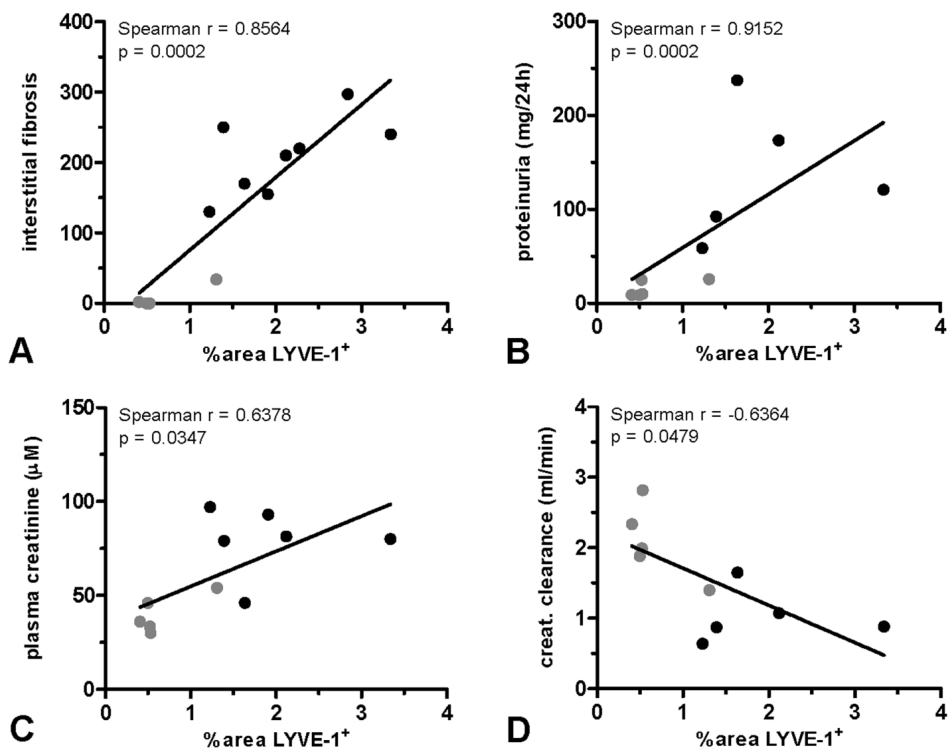 Spearman r = 0.8564
p = 0.0002
400
300
200
100
0
interstitial fibrosis
0 1 2 3 4
%area LYVE-1+
A
Spearman r = 0.9152
p = 0.0002
300
200
100
0
proteinuria (mg/24h)
0 1 2 3 4
%area LYVE-1+
B
Spearman r = 0.6378
p = 0.0347
150
100
50
0
plasma creatinine (μM)
0 1 2 3 4
%area LYVE-1+
C
Spearman r = -0.6364
p = 0.0479
4
3
2
1
0
creat. clearance (ml/min)
0 1 2 3 4
%area LYVE-1+
D